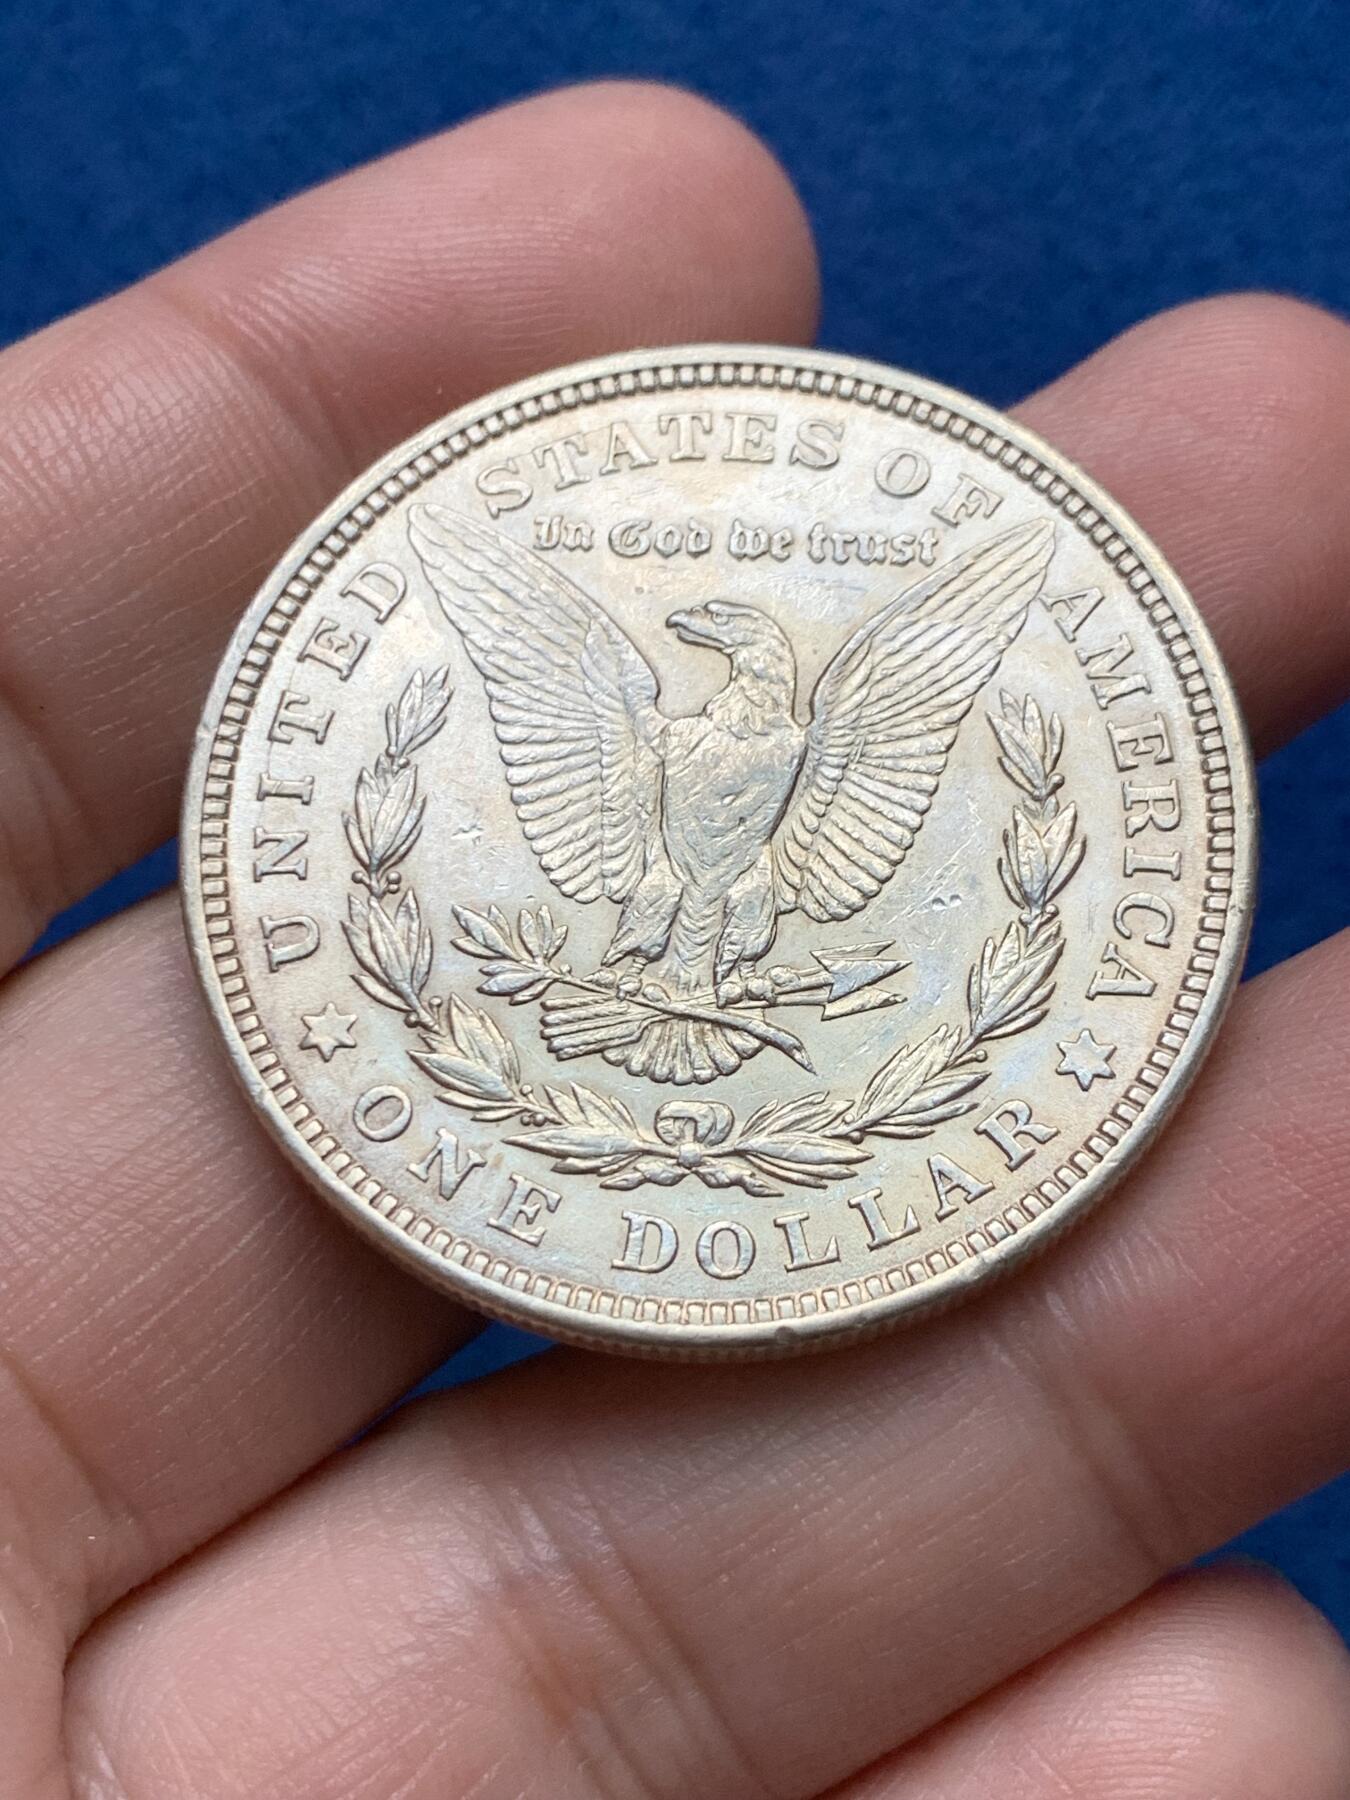 UNITED STATES OF AMERICA
In God we trust
ONE DOLLAR